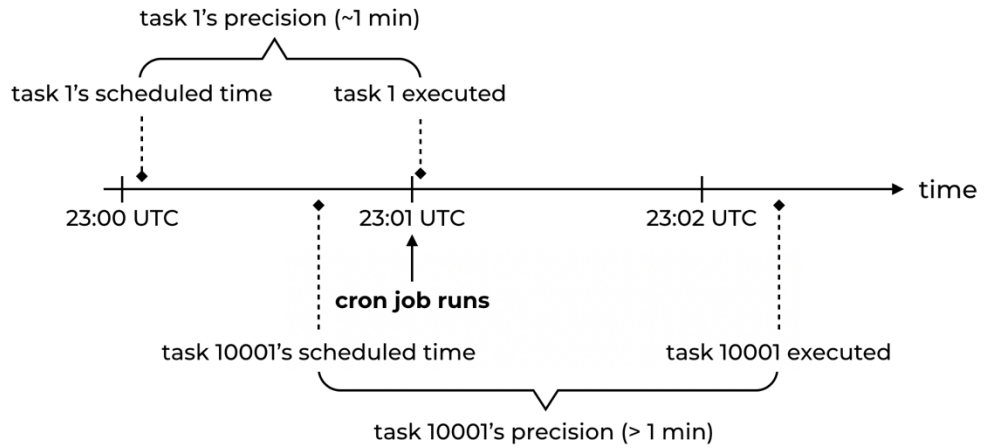 task 1's precision (~1 min)
task 1's scheduled time
task 1 executed
time
23:00 UTC
23:01 UTC
23:02 UTC
cron job runs
task 10001's scheduled time
task 10001 executed
task 10001's precision (> 1 min)